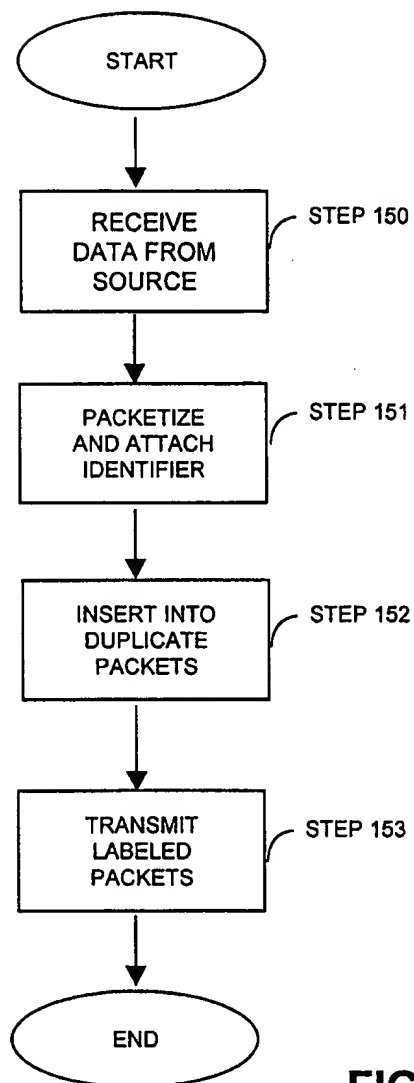 START
RECEIVE
DATA FROM
SOURCE
STEP 150
PACKETIZE
AND ATTACH
IDENTIFIER
STEP 151
INSERT INTO
DUPLICATE
PACKETS
STEP 152
TRANSMIT
LABELED
PACKETS
STEP 153
END